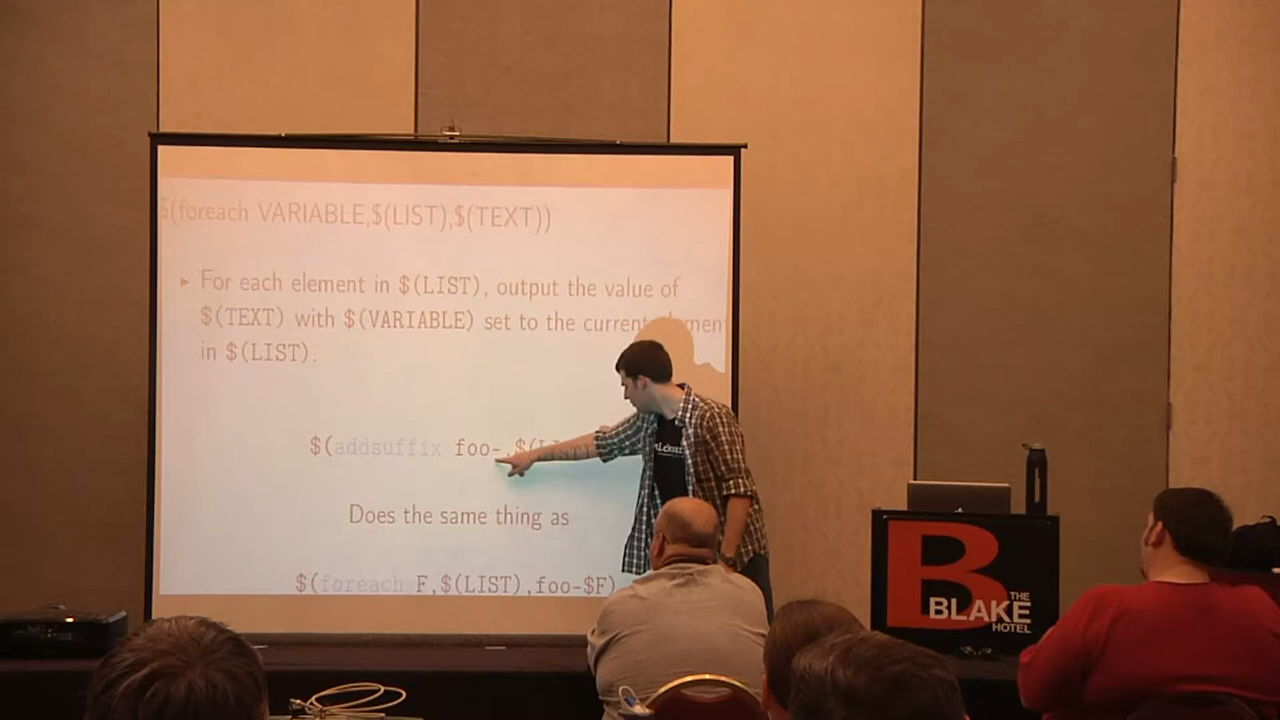 $(foreach VARIABLE,$(LIST),$(TEXT))
▸ For each element in $(LIST), output the value of
$(TEXT) with $(VARIABLE) set to the current
in $(LIST).
$(addsuffix foo-,$(
Does the same thing as
$(foreach F,$(LIST),foo-$F)
B
THE
BLAKE
HOTEL